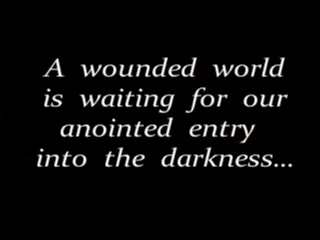 A wounded world
is waiting for our
anointed entry
into the darkness...